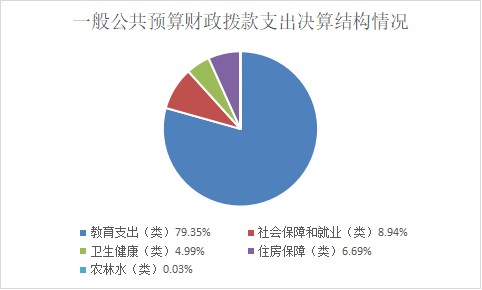 一般公共预算财政拨款支出决算结构情况
教育支出（类）79.35% 社会保障和就业（类）8.94%
卫生健康（类）4.99% 住房保障（类）6.69%
农林水（类）0.03%